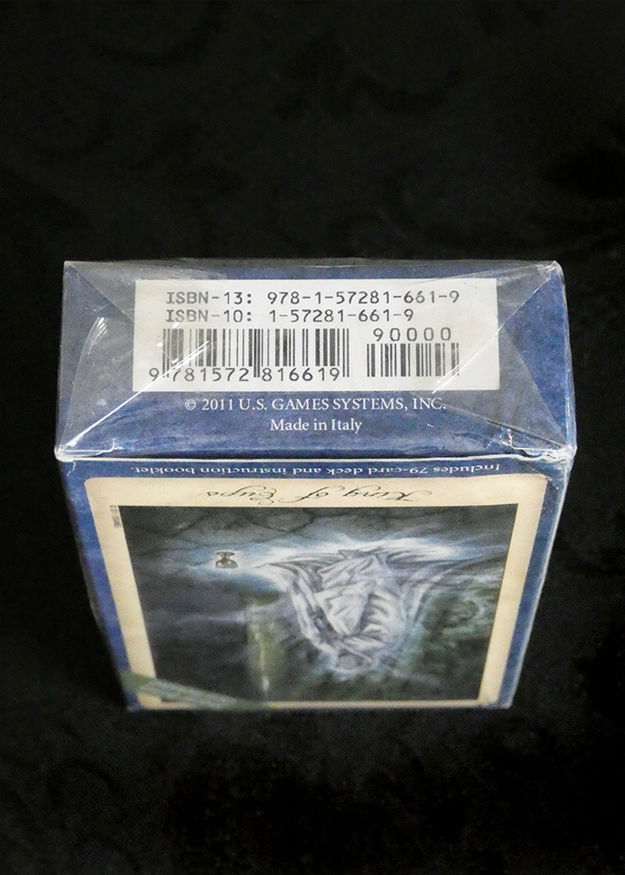 ISBN-13: 978-1-57281-661-9
ISBN-10: 1-57281-661-9
90000
9 781572 816619
© 2011 U.S. GAMES SYSTEMS, INC.
Made in Italy
Includes 79-card deck and instruction booklet.
King of Cups